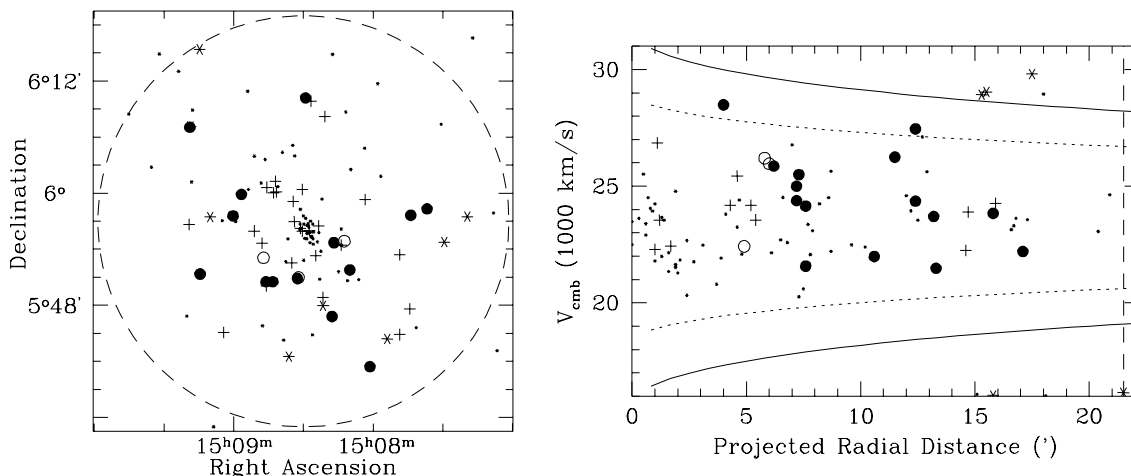 6°12'
6°
5°48'
Declination
15ʰ09ᵐ
15ʰ08ᵐ
Right Ascension
30
25
20
V_cmb (1000 km/s)
0
5
10
15
20
Projected Radial Distance (')